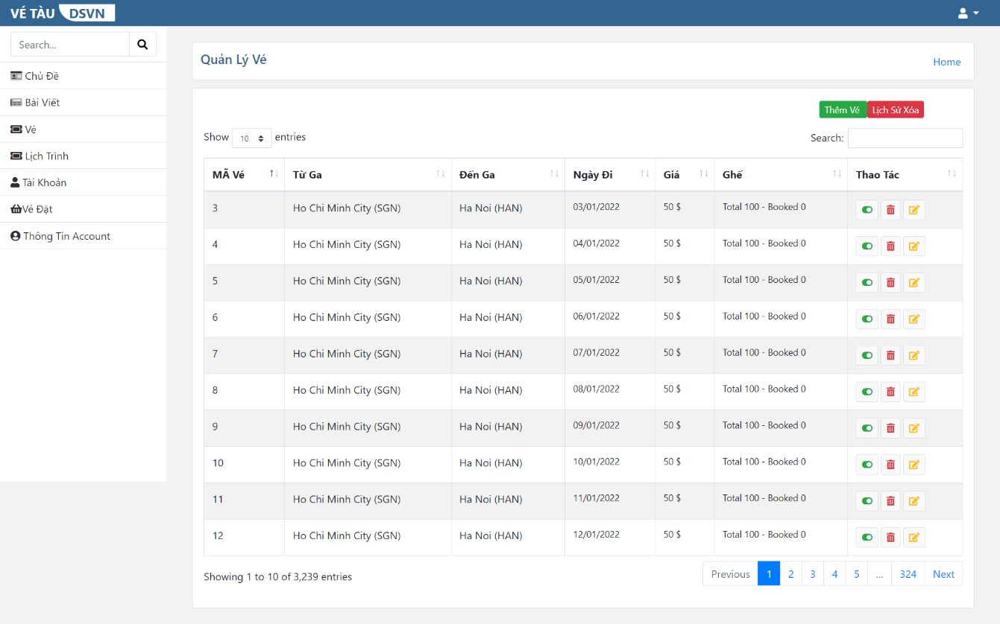 VÉ TÀU DSVN
Search...
Chủ Đề
Bài Viết
Vé
Lịch Trình
Tài Khoản
Vé Đặt
Thông Tin Account
Quản Lý Vé
Home
Thêm Vé Lịch Sử Xóa
Show 10 entries Search:
MÃ Vé Từ Ga Đến Ga Ngày Đi Giá Ghế Thao Tác
3 Ho Chi Minh City (SGN) Ha Noi (HAN) 03/01/2022 50 $ Total 100 - Booked 0
4 Ho Chi Minh City (SGN) Ha Noi (HAN) 04/01/2022 50 $ Total 100 - Booked 0
5 Ho Chi Minh City (SGN) Ha Noi (HAN) 05/01/2022 50 $ Total 100 - Booked 0
6 Ho Chi Minh City (SGN) Ha Noi (HAN) 06/01/2022 50 $ Total 100 - Booked 0
7 Ho Chi Minh City (SGN) Ha Noi (HAN) 07/01/2022 50 $ Total 100 - Booked 0
8 Ho Chi Minh City (SGN) Ha Noi (HAN) 08/01/2022 50 $ Total 100 - Booked 0
9 Ho Chi Minh City (SGN) Ha Noi (HAN) 09/01/2022 50 $ Total 100 - Booked 0
10 Ho Chi Minh City (SGN) Ha Noi (HAN) 10/01/2022 50 $ Total 100 - Booked 0
11 Ho Chi Minh City (SGN) Ha Noi (HAN) 11/01/2022 50 $ Total 100 - Booked 0
12 Ho Chi Minh City (SGN) Ha Noi (HAN) 12/01/2022 50 $ Total 100 - Booked 0
Showing 1 to 10 of 3,239 entries Previous 1 2 3 4 5 ... 324 Next